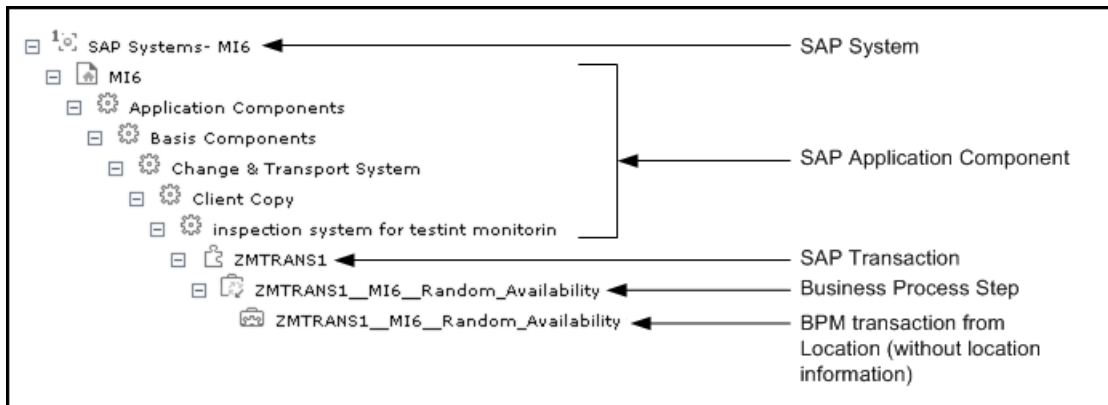 SAP Systems- MI6
SAP System
MI6
Application Components
Basis Components
Change & Transport System
SAP Application Component
Client Copy
inspection system for testint monitorin
ZMTRANS1
SAP Transaction
ZMTRANS1__MI6__Random_Availability
Business Process Step
ZMTRANS1__MI6__Random_Availability
BPM transaction from
Location (without location
information)